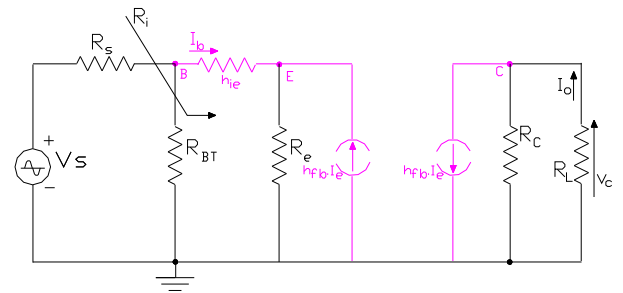 Ri
Rs
Ib
B
hie
E
C
Io
+
Vs
−
RBT
Re
hfb.Ie
hfb.Ie
RC
RL
Vc